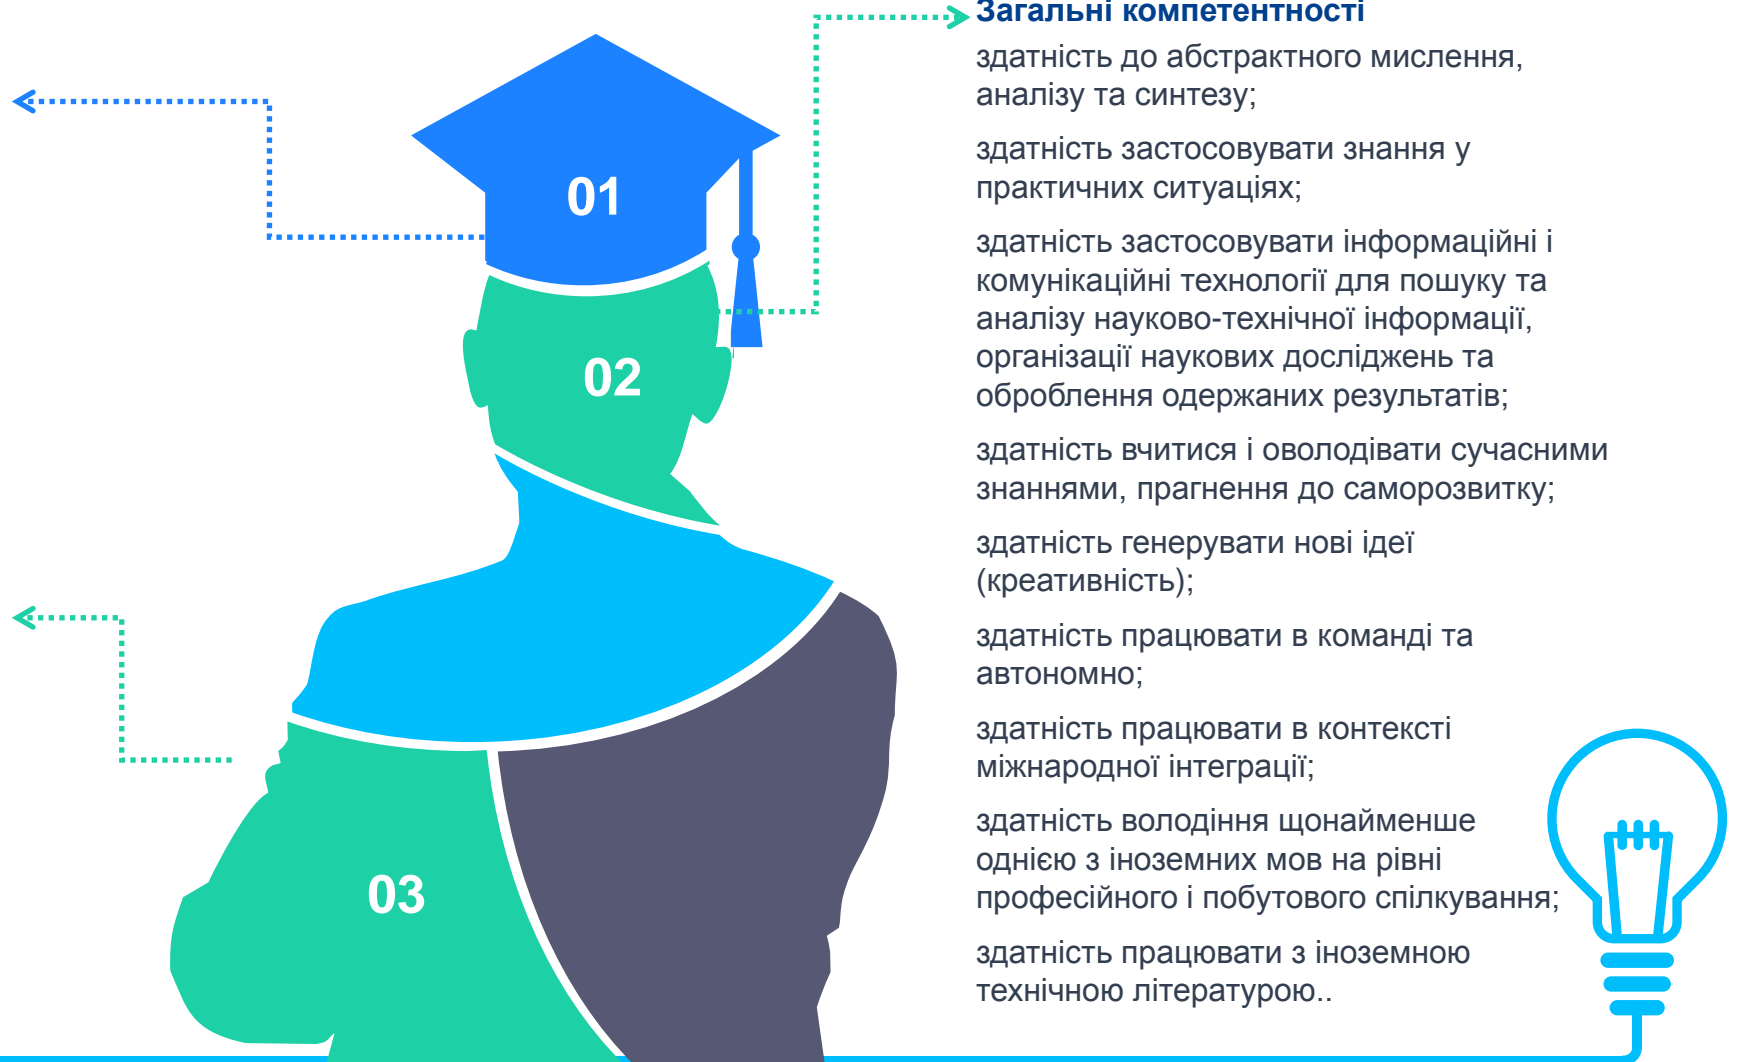 Загальні компетентності
здатність до абстрактного мислення,
аналізу та синтезу;
здатність застосовувати знання у
практичних ситуаціях;
здатність застосовувати інформаційні і
комунікаційні технології для пошуку та
аналізу науково-технічної інформації,
організації наукових досліджень та
оброблення одержаних результатів;
здатність вчитися і оволодівати сучасними
знаннями, прагнення до саморозвитку;
здатність генерувати нові ідеї
(креативність);
здатність працювати в команді та
автономно;
здатність працювати в контексті
міжнародної інтеграції;
здатність володіння щонайменше
однією з іноземних мов на рівні
професійного і побутового спілкування;
здатність працювати з іноземною
технічною літературою..
01
02
03